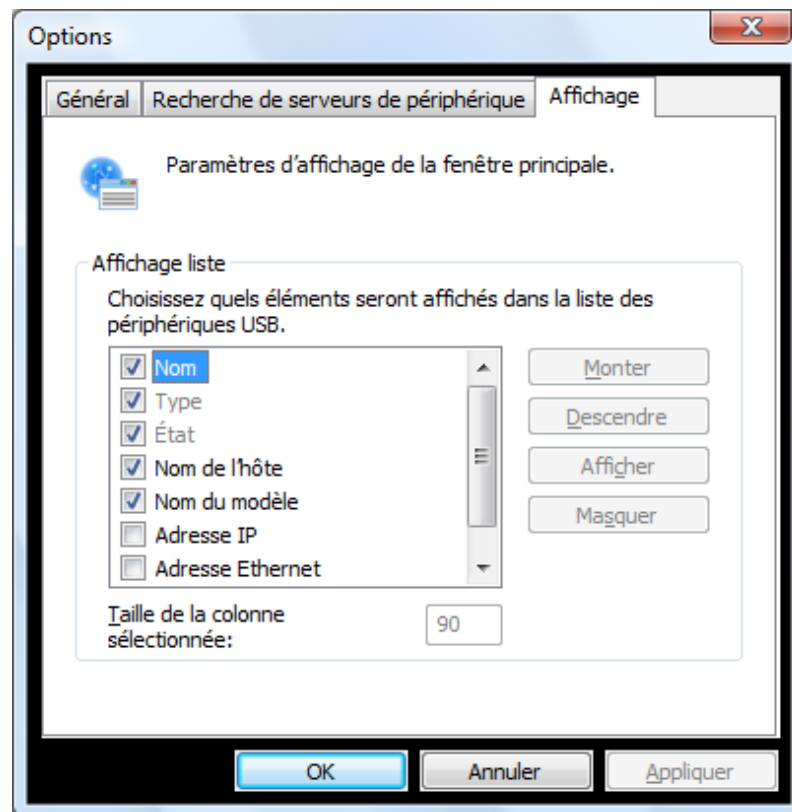 Options
Général
Recherche de serveurs de périphérique
Affichage
Paramètres d'affichage de la fenêtre principale.
Affichage liste
Choisissez quels éléments seront affichés dans la liste des
périphériques USB.
Nom
Type
État
Nom de l'hôte
Nom du modèle
Adresse IP
Adresse Ethernet
Monter
Descendre
Afficher
Masquer
Taille de la colonne
sélectionnée:
90
OK
Annuler
Appliquer